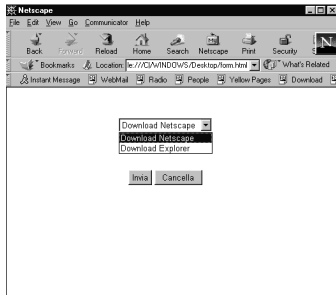 Netscape
File Edit View Go Communicator Help
Back Forward Reload Home Search Netscape Print Security
Bookmarks Location: le:///C|/WINDOWS/Desktop/form.html What's Related
Instant Message WebMail Radio People Yellow Pages Download
Download Netscape
Download Netscape
Download Explorer
Invia Cancella